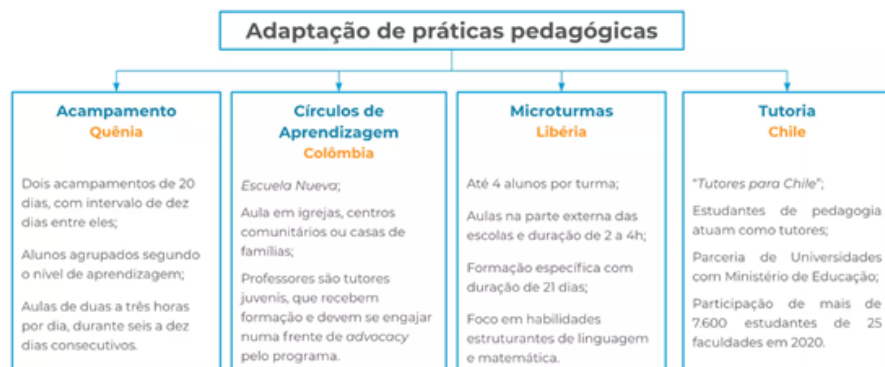 Adaptação de práticas pedagógicas
Acampamento
Quênia
Dois acampamentos de 20
dias, com intervalo de dez
dias entre eles;
Alunos agrupados segundo
o nível de aprendizagem;
Aulas de duas a três horas
por dia, durante seis a dez
dias consecutivos.
Círculos de
Aprendizagem
Colômbia
Escuela Nueva;
Aula em igrejas, centros
comunitários ou casas de
famílias;
Professores são tutores
juvenis, que recebem
formação e devem se engajar
numa frente de advocacy
pelo programa.
Microturmas
Libéria
Até 4 alunos por turma;
Aulas na parte externa das
escolas e duração de 2 a 4h;
Formação específica com
duração de 21 dias;
Foco em habilidades
estruturantes de linguagem
e matemática.
Tutoria
Chile
“Tutores para Chile”;
Estudantes de pedagogia
atuam como tutores;
Parceria de Universidades
com Ministério de Educação;
Participação de mais de
7.600 estudantes de 25
faculdades em 2020.